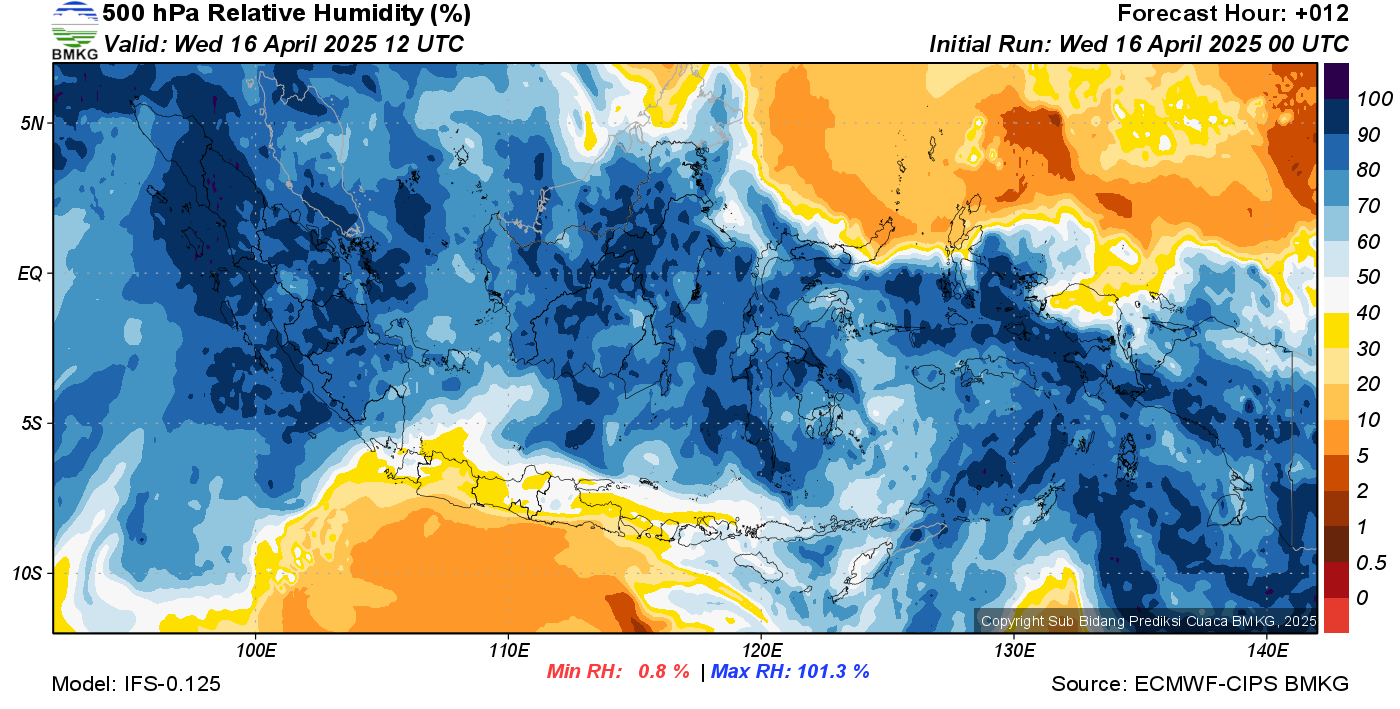 BMKG
500 hPa Relative Humidity (%)
Valid: Wed 16 April 2025 12 UTC
Forecast Hour: +012
Initial Run: Wed 16 April 2025 00 UTC
5N
EQ
5S
10S
100E
110E
120E
130E
140E
100
90
80
70
60
50
40
30
20
10
5
2
1
0.5
0
Copyright Sub Bidang Prediksi Cuaca BMKG, 2025
Min RH: 0.8 % | Max RH: 101.3 %
Model: IFS-0.125
Source: ECMWF-CIPS BMKG